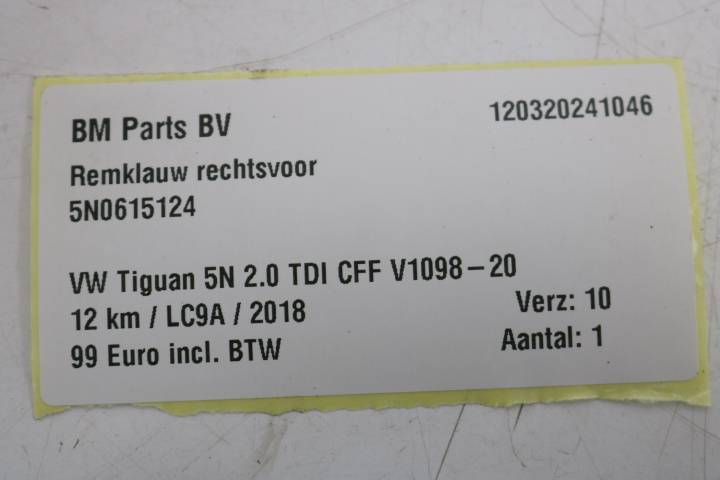 BM Parts BV 120320241046
Remklauw rechtsvoor
5N0615124
VW Tiguan 5N 2.0 TDI CFF V1098-20
12 km / LC9A / 2018 Verz: 10
99 Euro incl. BTW Aantal: 1